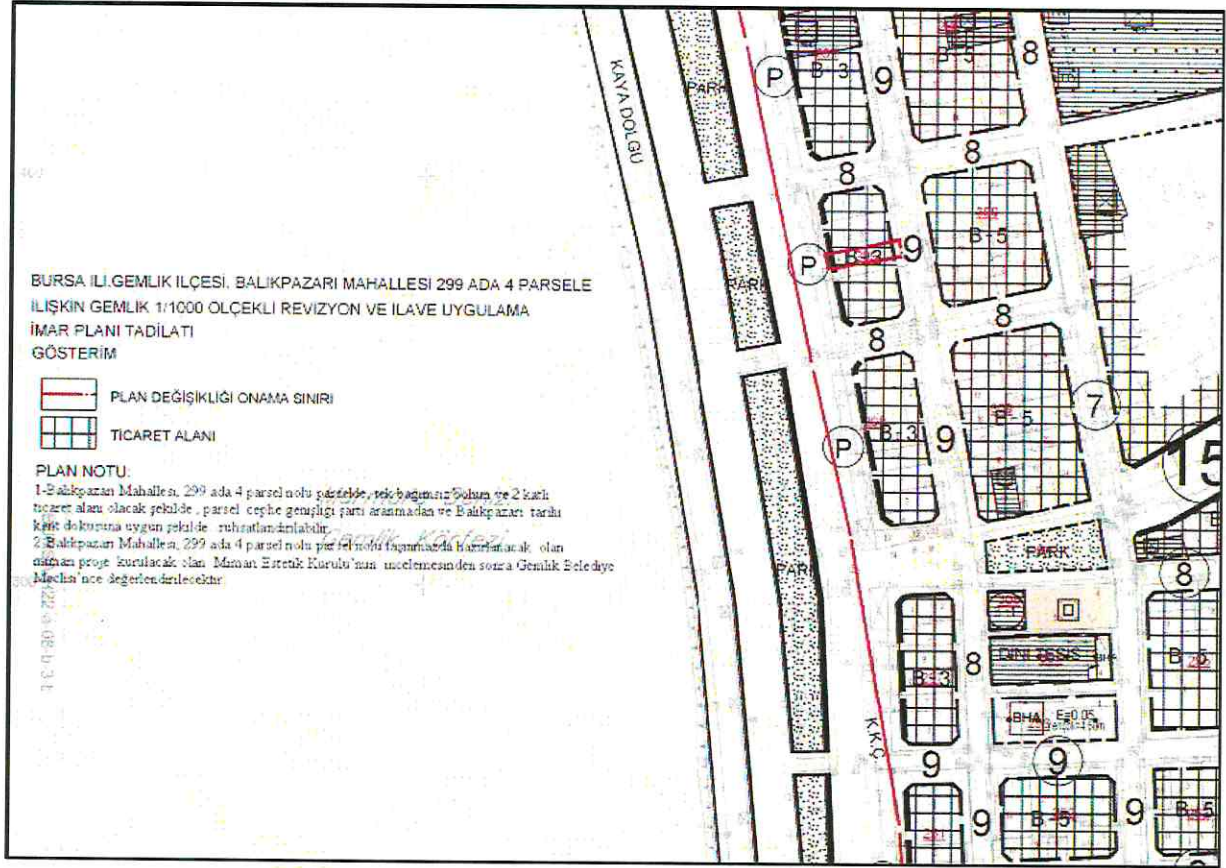 BURSA İLİ.GEMLİK İLÇESİ, BALIKPAZARI MAHALLESİ 299 ADA 4 PARSELE
İLİŞKİN GEMLİK 1/1000 ÖLÇEKLİ REVİZYON VE İLAVE UYGULAMA
İMAR PLANI TADİLATI
GÖSTERİM
PLAN DEĞİŞİKLİĞİ ONAMA SINIRI
TİCARET ALANI
PLAN NOTU:
1-Balıkpazarı Mahallesi, 299 ada 4 parsel nolu parselde, tek bağımsız bölüm ve 2 katlı
ticaret alanı olacak şekilde, parsel cephe genişliği şartı aranmadan ve Balıkpazarı tarihi
kent dokusuna uygun şekilde ruhsatlandırılabilir.
2-Balıkpazarı Mahallesi, 299 ada 4 parsel nolu parsel nolu taşınmazda hazırlanacak olan
mimari proje kurulacak olan Mimari Estetik Kurulu'nun incelemesinden sonra Gemlik Belediye
Meclisi'nce değerlendirilecektir.
Gemlik Körfezi
KAYA DOLGU
PARK
P
B-3
9
B-5
8
8
8
PARK
P
B-3
9
B-5
8
8
P
B-3
9
B-5
7
15
PARK
PARK
8
B-3
8
DİNİ TESİS
B-5
BHA
E=0.05
K.K.Ç
9
9
9
B-5
9
B-5